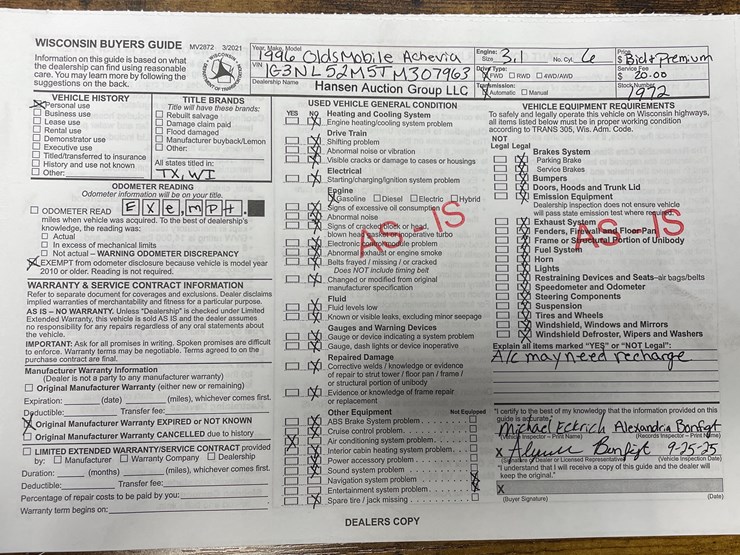 WISCONSIN BUYERS GUIDE MV2872 3/2021
Information on this guide is based on what
the dealership can find using reasonable
care. You may learn more by following the
suggestions on the back.
Year, Make, Model
1996 OldsMobile Achevia
VIN
1G3NL52M5TM307963
Dealership Name Hansen Auction Group LLC
Engine:
Size 3.1 No. Cyl. 6
Drive Type:
X FWD RWD 4WD/AWD
Transmission:
X Automatic Manual
Price
$ Bid + Premium
Service Fee
$ 20.00
Stock Number
1972
VEHICLE HISTORY
X Personal use
Business use
Lease use
Rental use
Demonstrator use
Executive use
Titled/transferred to insurance
History and use not known
Other:
TITLE BRANDS
Title will have these brands:
Rebuilt salvage
Damage claim paid
Flood damaged
Manufacturer buyback/Lemon
Other:
All states titled in:
TX, WI
ODOMETER READING
Odometer information will be on your title.
ODOMETER READ Exempt.
miles when vehicle was acquired. To the best of dealership's
knowledge, the reading was:
Actual
In excess of mechanical limits
Not actual – WARNING ODOMETER DISCREPANCY
X EXEMPT from odometer disclosure because vehicle is model year
2010 or older. Reading is not required.
WARRANTY & SERVICE CONTRACT INFORMATION
Refer to separate document for coverages and exclusions. Dealer disclaims
implied warranties of merchantability and fitness for a particular purpose.
AS IS – NO WARRANTY. Unless "Dealership" is checked under Limited
Extended Warranty, this vehicle is sold AS IS and the dealer assumes
no responsibility for any repairs regardless of any oral statements about
the vehicle.
IMPORTANT: Ask for all promises in writing. Spoken promises are difficult
to enforce. Warranty terms may be negotiable. Terms agreed to on the
purchase contract are final.
Manufacturer Warranty Information
(Dealer is not a party to any manufacturer warranty)
Original Manufacturer Warranty (either new or remaining)
Expiration: (date) (miles), whichever comes first.
Deductible: Transfer fee:
X Original Manufacturer Warranty EXPIRED or NOT KNOWN
Original Manufacturer Warranty CANCELLED due to history
LIMITED EXTENDED WARRANTY/SERVICE CONTRACT provided
by: Manufacturer Warranty Company Dealership
Duration: (months) (miles), whichever comes first.
Deductible: Transfer fee:
Percentage of repair costs to be paid by you:
Warranty term begins on:
USED VEHICLE GENERAL CONDITION
YES NO
Heating and Cooling System
X Engine heating/cooling system problem
Drive Train
X Shifting problem
X Abnormal noise or vibration
X Visible cracks or damage to cases or housings
Electrical
X Starting/charging/ignition system problem
Engine
X Gasoline Diesel Electric Hybrid
X Signs of excessive oil consumption
X Abnormal noise
X Signs of cracked block or head,
blown head inoperative turbo
X Electronic module problem
X Abnormal exhaust or engine smoke
X Belts frayed / missing / or cracked
Does NOT include timing belt
X Changed or modified from original
manufacturer specification
Fluid
X Fluid levels low
X Known or visible leaks, excluding minor seepage
Gauges and Warning Devices
X Gauge or device indicating a system problem
X Gauge, dash lights or device inoperative
Repaired Damage
X Corrective welds / knowledge or evidence
of repair to strut tower / floor pan / frame /
or structural portion of unibody
X Evidence or knowledge of frame repair
or replacement
Other Equipment Not Equipped
X ABS Brake System problem
X Cruise control problem
X Air conditioning system problem
X Interior cabin heating system problem
X Power accessory problem
X Sound system problem
Navigation system problem X
Entertainment system problem X
X Spare tire / jack missing
AS - IS
DEALERS COPY
VEHICLE EQUIPMENT REQUIREMENTS
To safely and legally operate this vehicle on Wisconsin highways,
all items listed below must be in proper working condition
according to TRANS 305, Wis. Adm. Code.
NOT
Legal Legal
Brakes System
X Parking Brake
X Service Brakes
X Bumpers
X Doors, Hoods and Trunk Lid
X Emission Equipment
Dealership inspection does not ensure vehicle
will pass state emission test where required.
X Exhaust System
X Fenders, Floor Pan
X Frame or Structural Portion of Unibody
X Fuel System
X Horn
X Lights
X Restraining Devices and Seats–air bags/belts
X Speedometer and Odometer
X Steering Components
X Suspension
X Tires and Wheels
X Windshield, Windows and Mirrors
X Windshield Defroster, Wipers and Washers
AS - IS
Explain all items marked "YES" or "NOT Legal":
A/c may need recharge
"I certify to the best of my knowledge that the information provided on this
guide is accurate."
Michael Eckrich Alexandria Bonfigt
(Vehicle Inspector – Print Name) (Records Inspector – Print Name)
X 9-25-25
(Signature of Dealer or Licensed Representative) (Vehicle Inspection Date)
"I understand that I will receive a copy of this guide and the dealer will
keep the original."
X
(Buyer Signature) (Date)